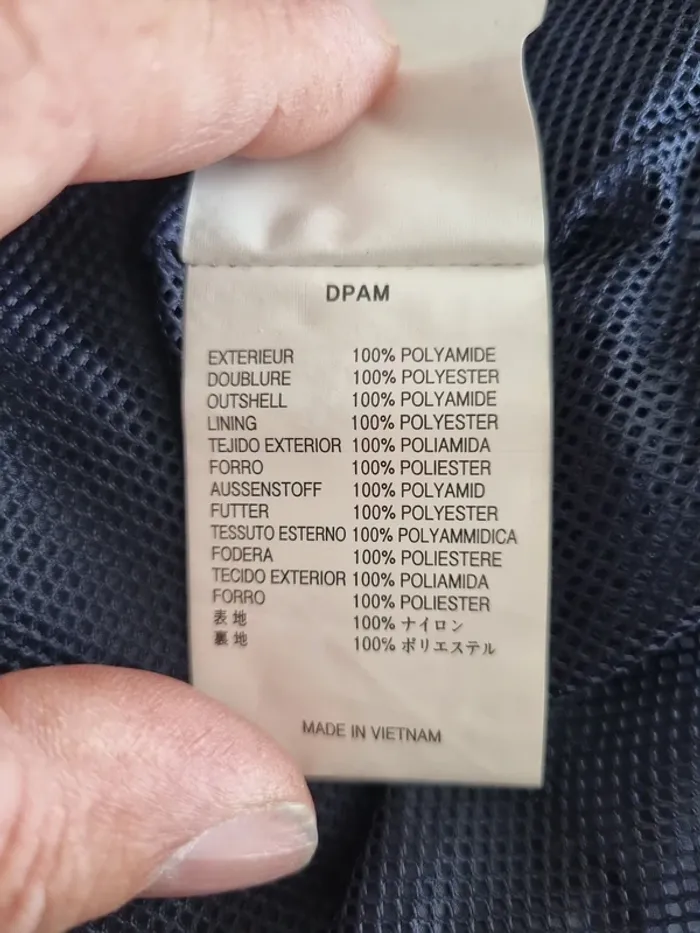 DPAM
EXTERIEUR 100% POLYAMIDE
DOUBLURE 100% POLYESTER
OUTSHELL 100% POLYAMIDE
LINING 100% POLYESTER
TEJIDO EXTERIOR 100% POLIAMIDA
FORRO 100% POLIESTER
AUSSENSTOFF 100% POLYAMID
FUTTER 100% POLYESTER
TESSUTO ESTERNO 100% POLYAMMIDICA
FODERA 100% POLIESTERE
TECIDO EXTERIOR 100% POLIAMIDA
FORRO 100% POLIESTER
表地 100% ナイロン
裏地 100% ポリエステル
MADE IN VIETNAM